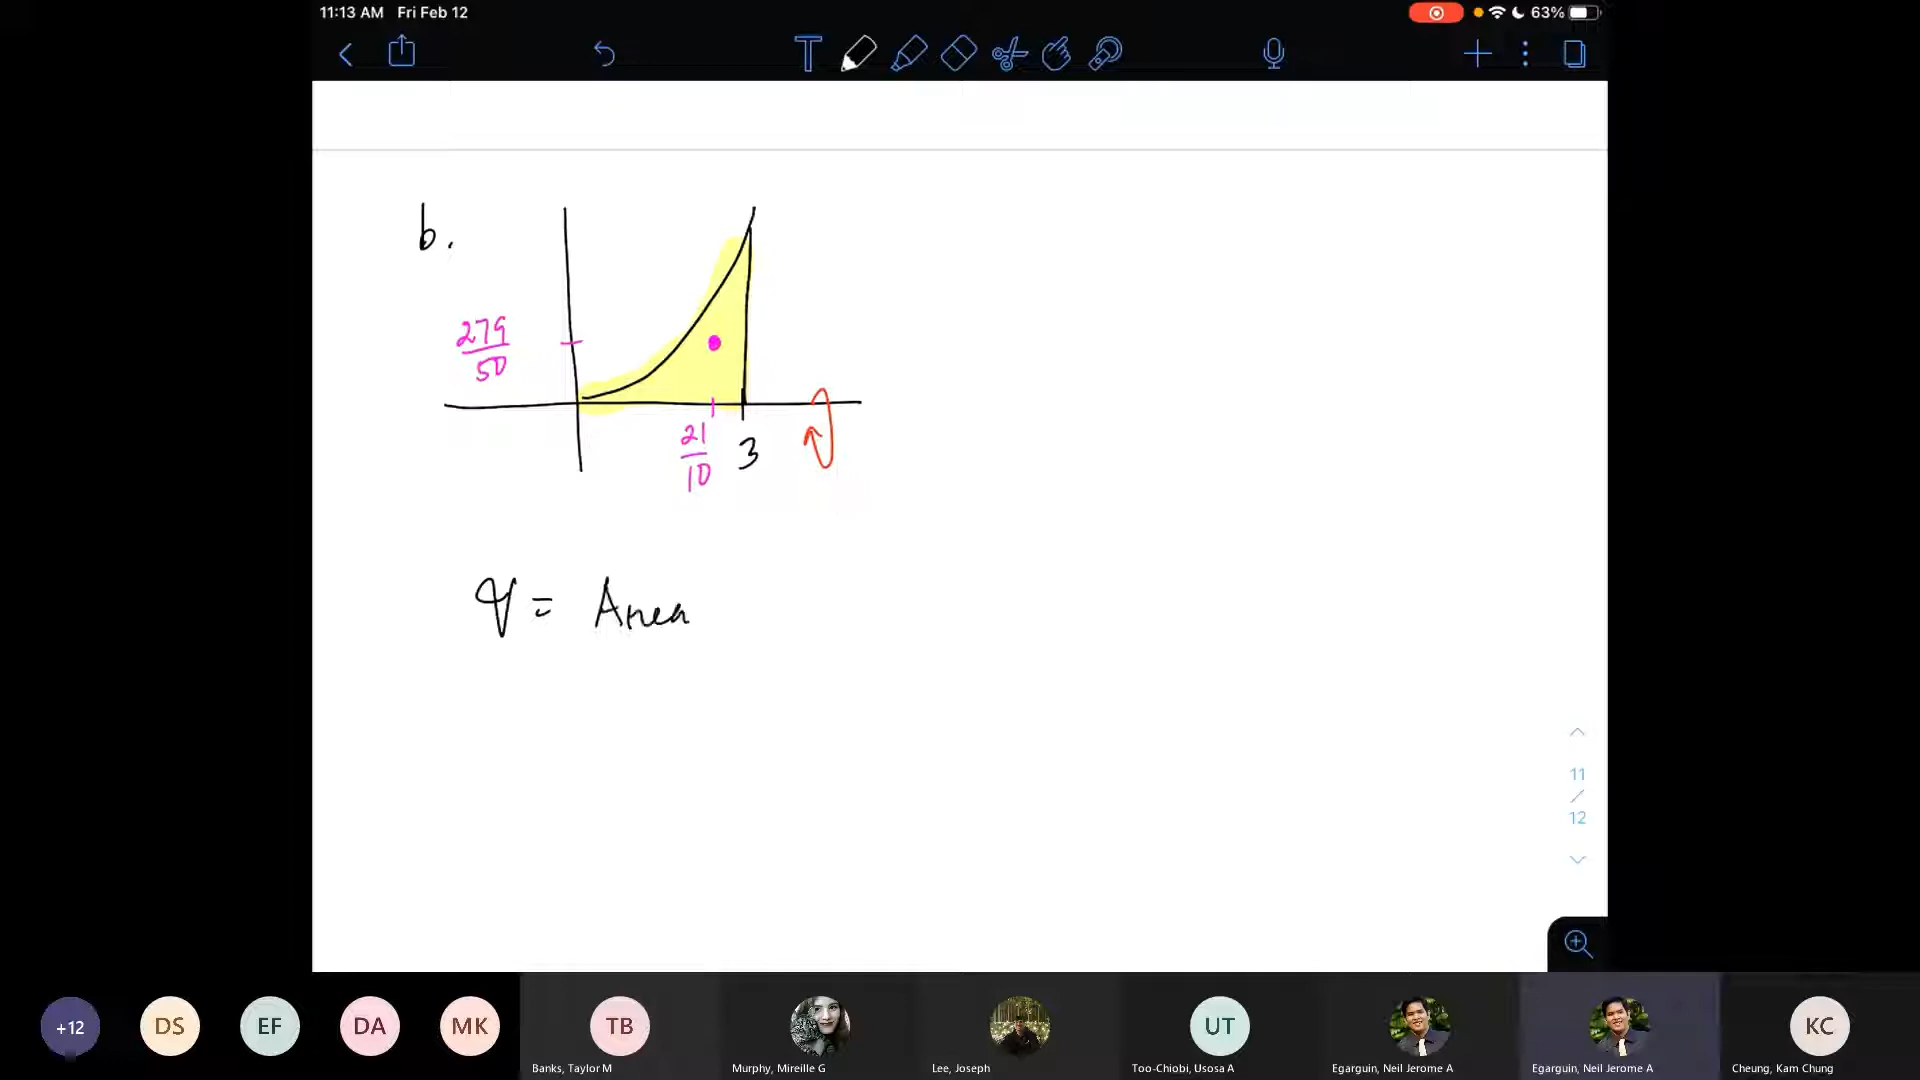 11:13 AM Fri Feb 12
63%
b.
279
50
21
10
3
V = Area
11
/
12
+12
DS
EF
DA
MK
TB
UT
KC
Banks, Taylor M
Murphy, Mireille G
Lee, Joseph
Too-Chiobi, Usosa A
Egarguin, Neil Jerome A
Egarguin, Neil Jerome A
Cheung, Kam Chung